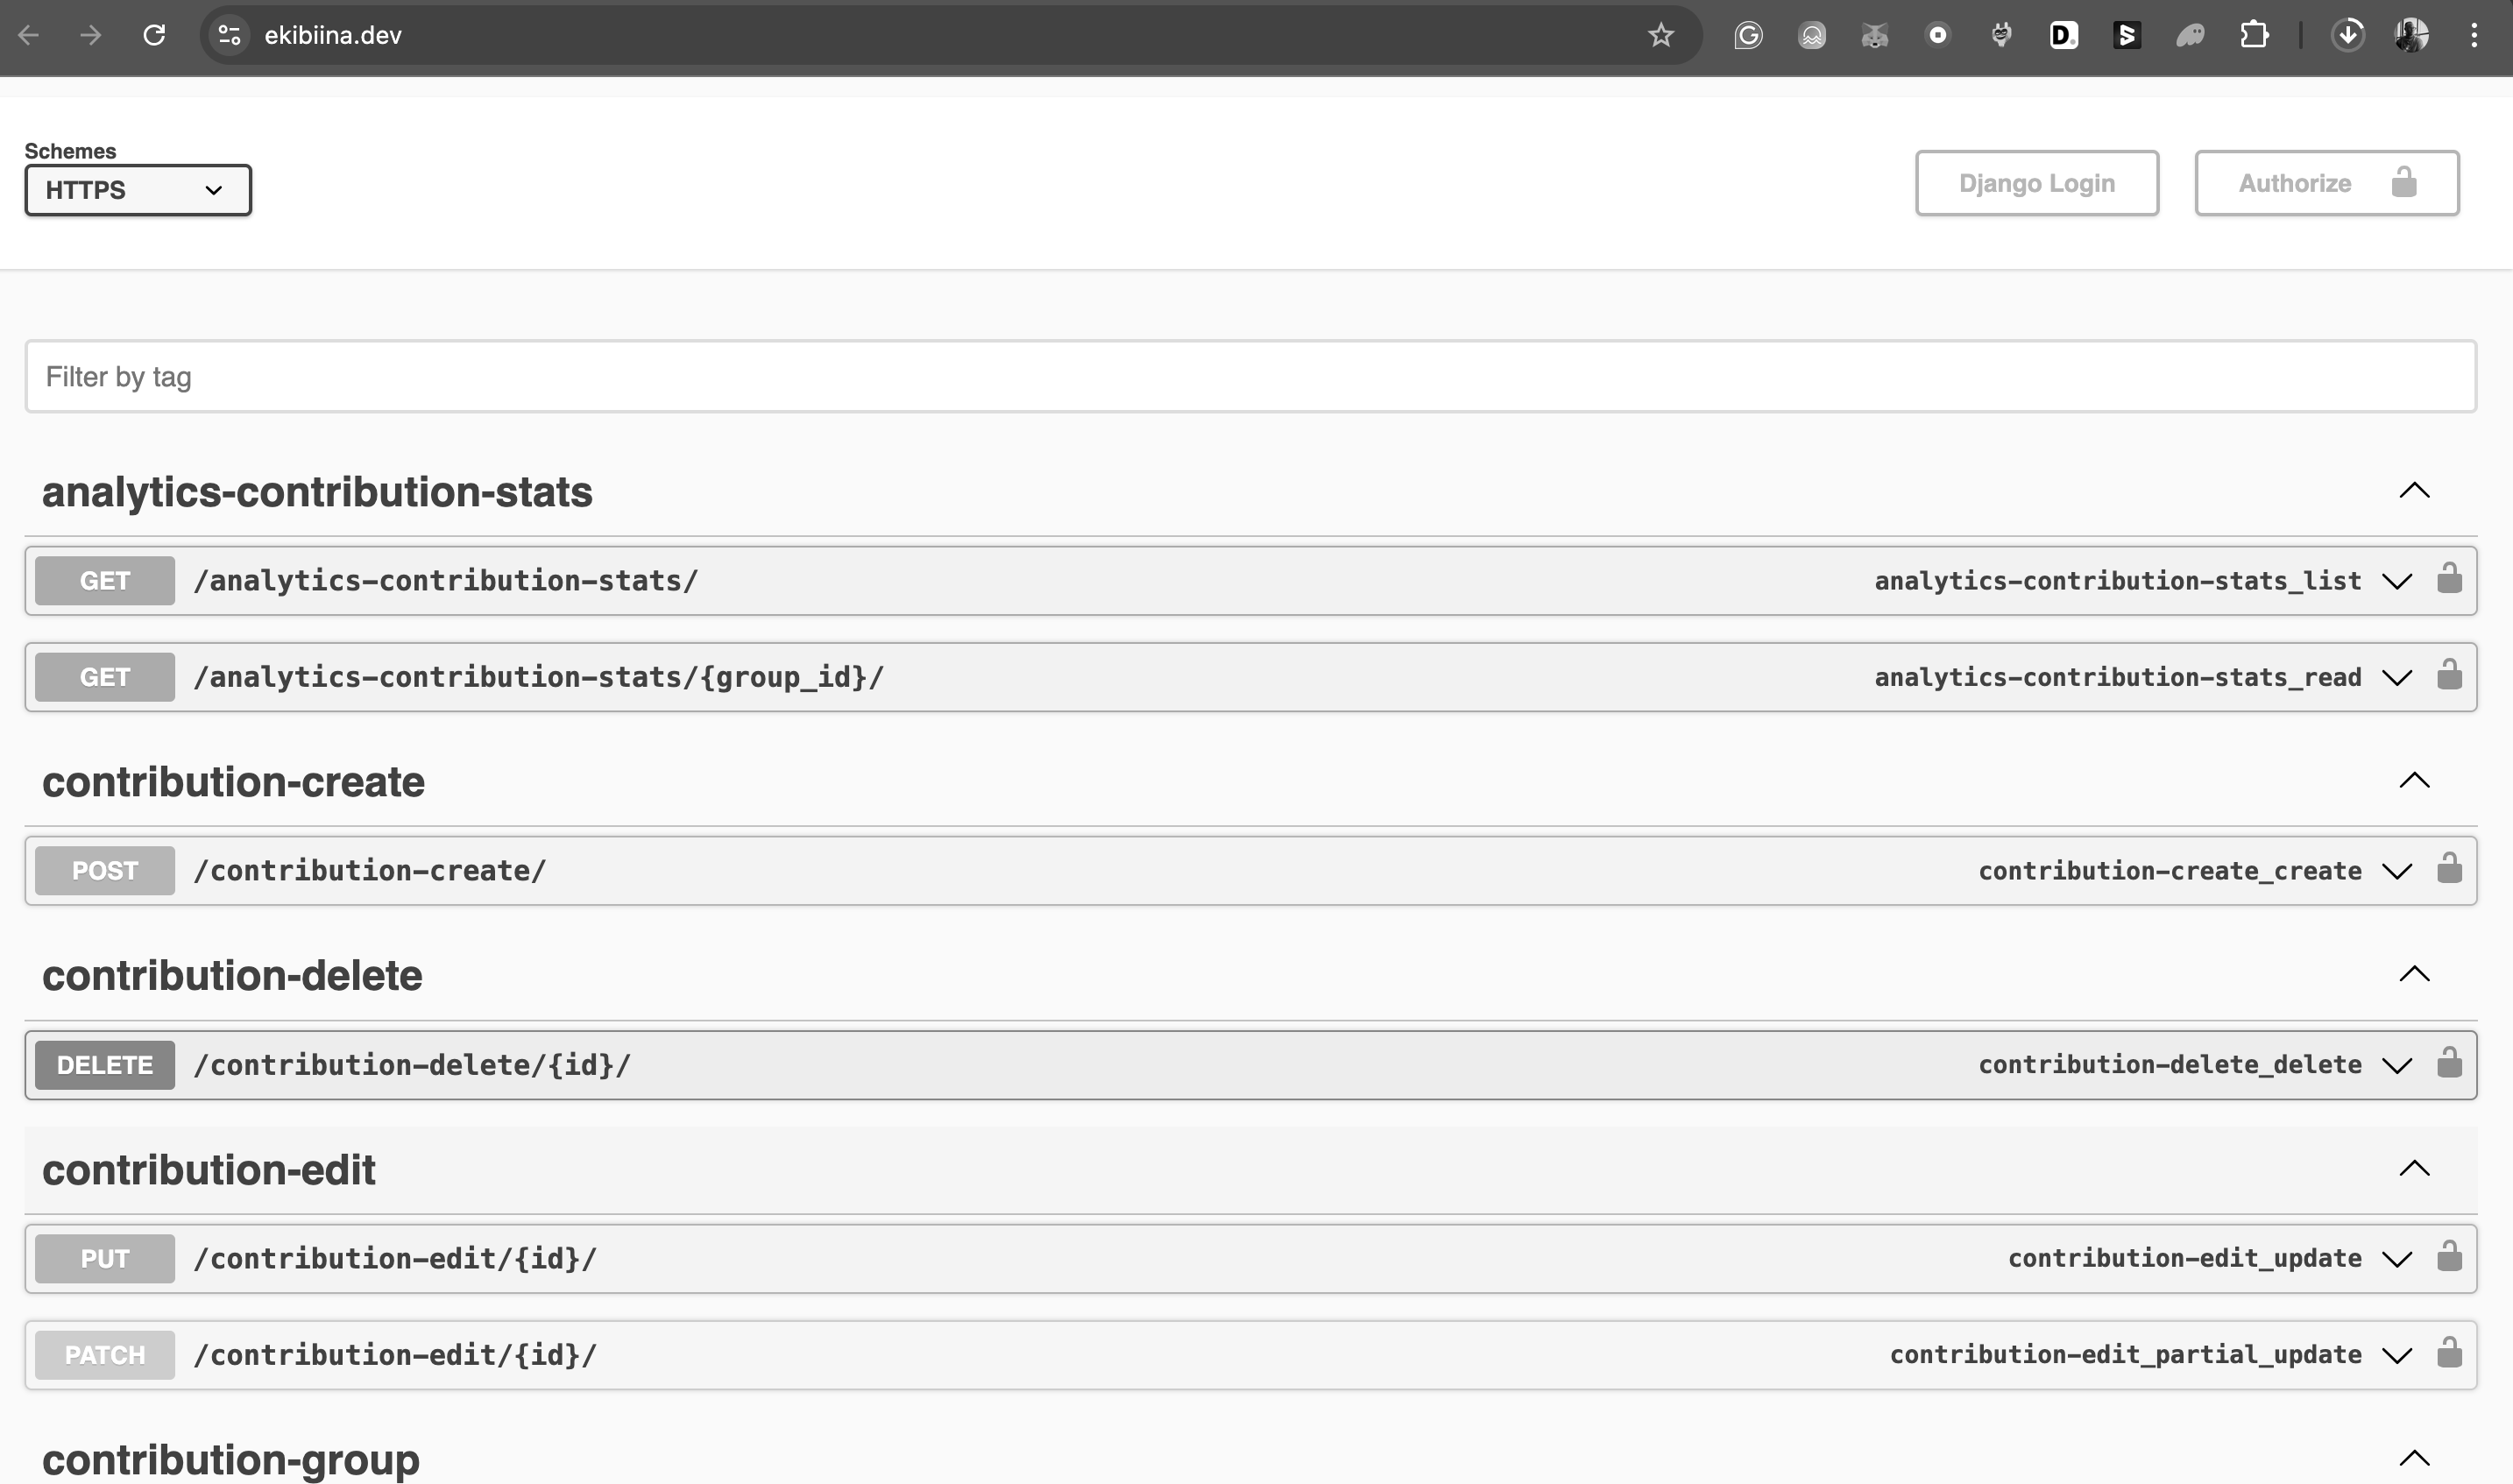 ekibiina.dev
Schemes
HTTPS
Django Login
Authorize
Filter by tag
analytics-contribution-stats
GET /analytics-contribution-stats/ analytics-contribution-stats_list
GET /analytics-contribution-stats/{group_id}/ analytics-contribution-stats_read
contribution-create
POST /contribution-create/ contribution-create_create
contribution-delete
DELETE /contribution-delete/{id}/ contribution-delete_delete
contribution-edit
PUT /contribution-edit/{id}/ contribution-edit_update
PATCH /contribution-edit/{id}/ contribution-edit_partial_update
contribution-group